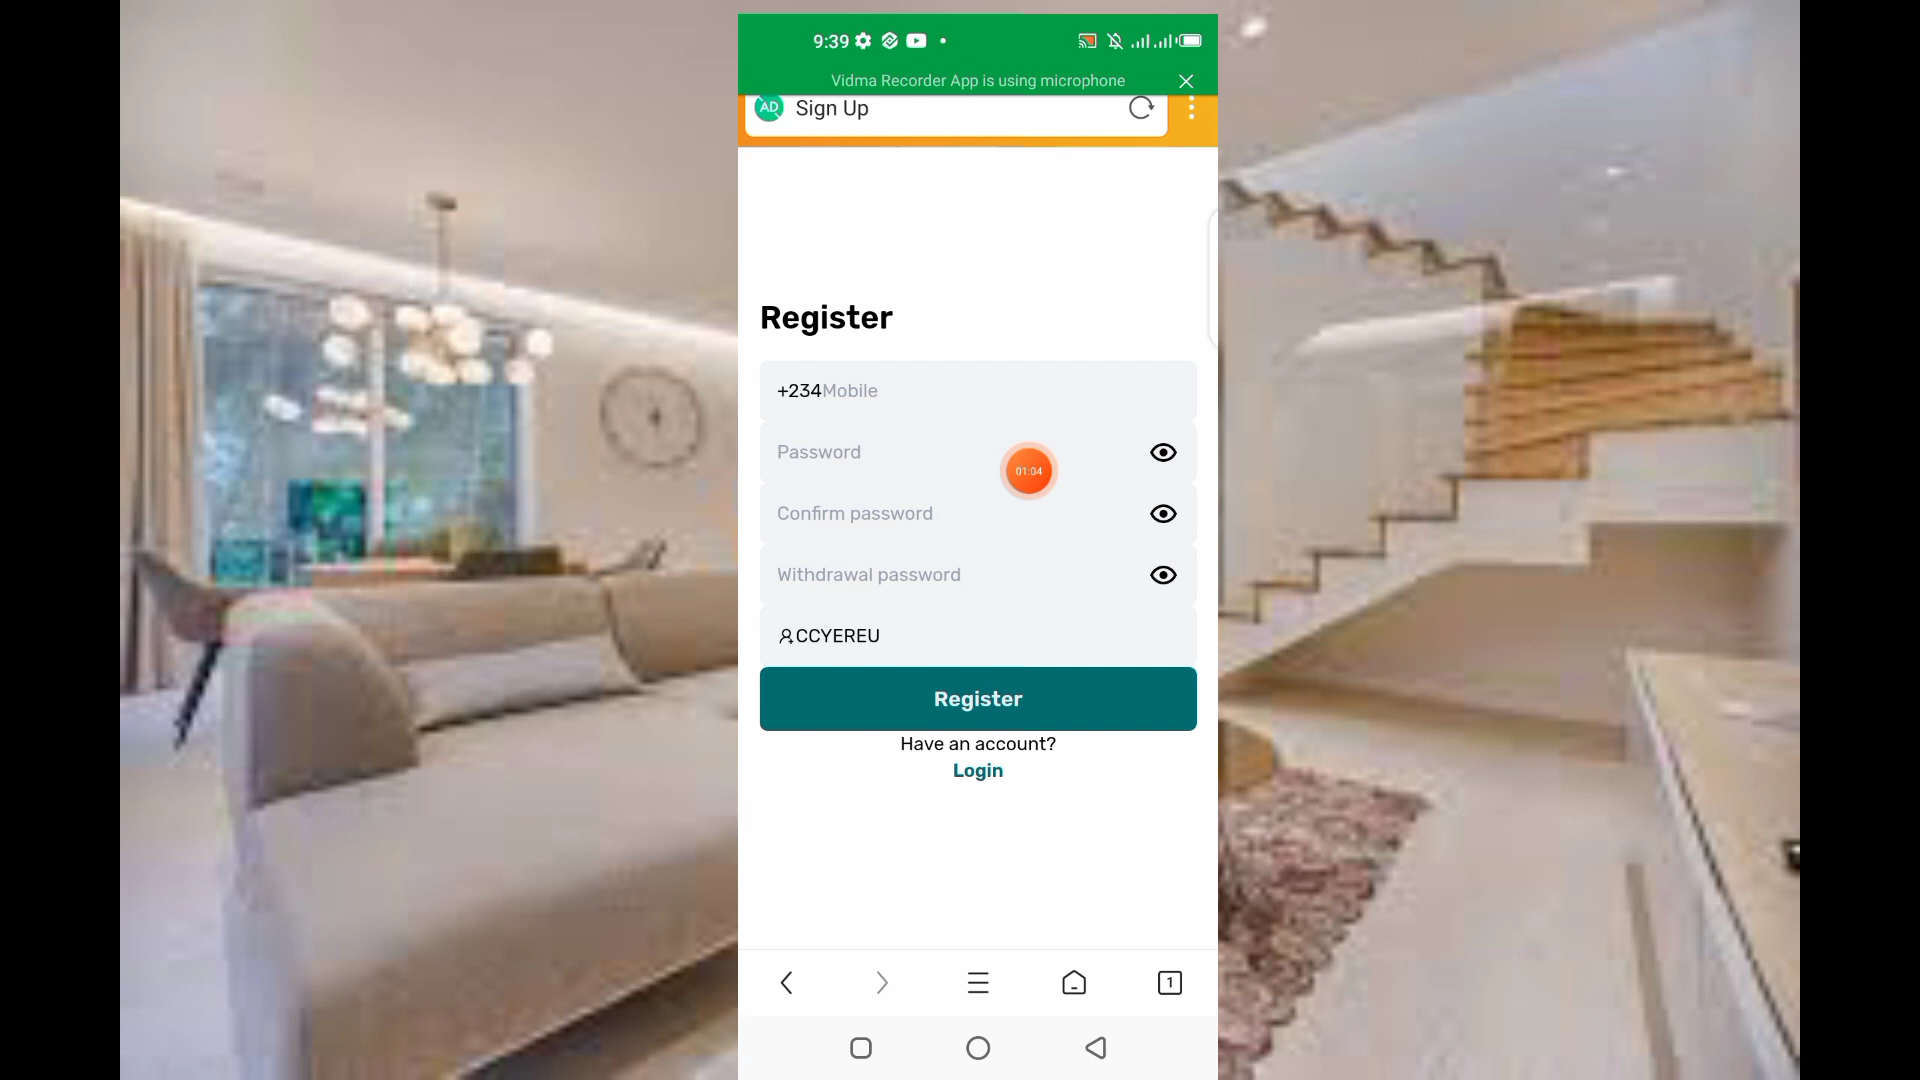 9:39
Vidma Recorder App is using microphone
AD Sign Up
Register
+234Mobile
Password
01:04
Confirm password
Withdrawal password
CCYEREU
Register
Have an account?
Login
1